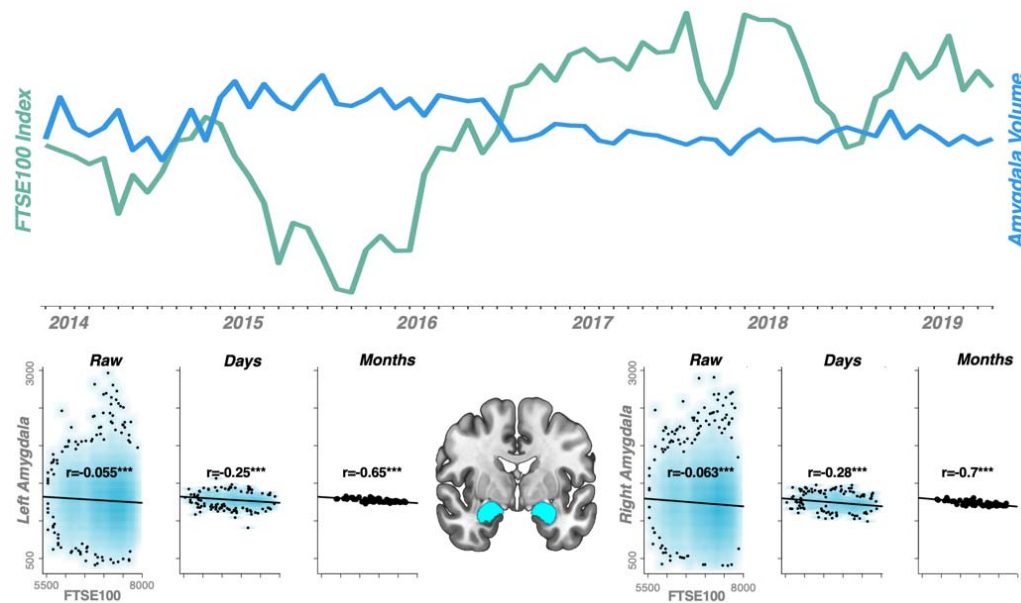 FTSE100 Index
Amygdala Volume
2014 2015 2016 2017 2018 2019
Raw Days Months Raw Days Months
Left Amygdala
3000
500
r=-0.055*** r=-0.25*** r=-0.65***
5500 8000
FTSE100
Right Amygdala
3000
500
r=-0.063*** r=-0.28*** r=-0.7***
5500 8000
FTSE100